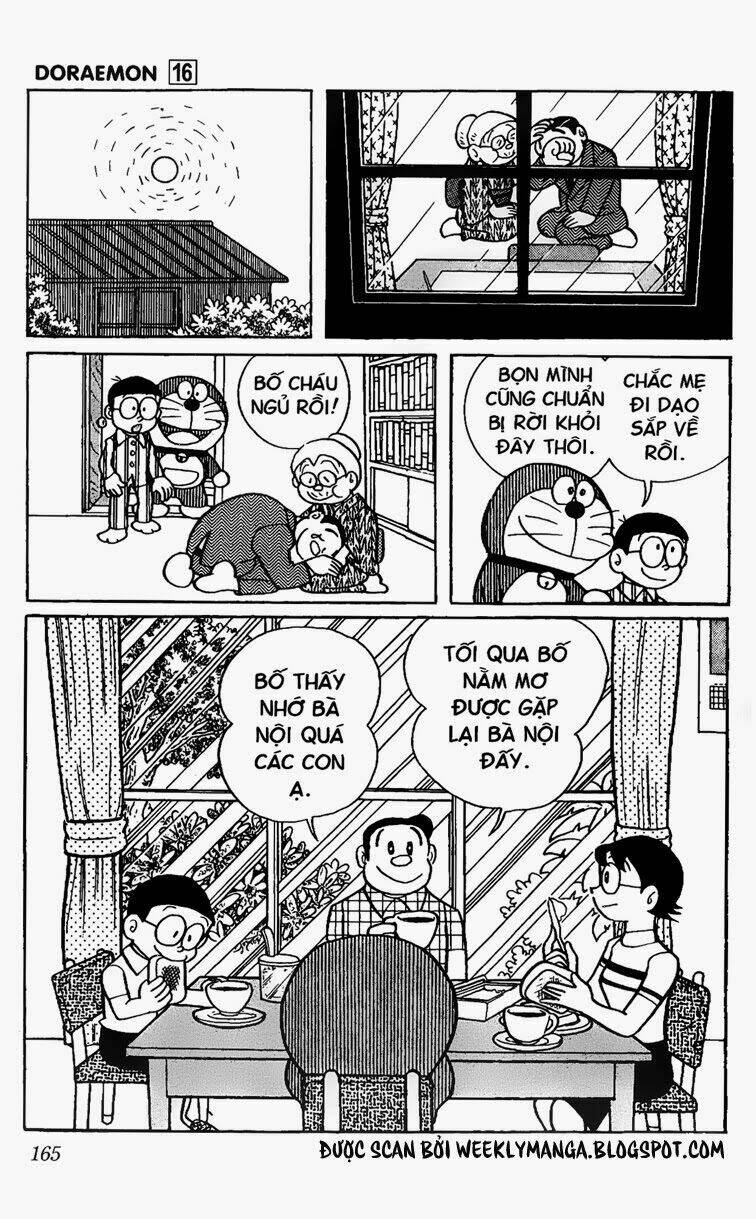 DORAEMON 16
BỐ CHÁU
NGỦ RỒI!
BỌN MÌNH
CŨNG CHUẨN
BỊ RỜI KHỎI
ĐÂY THÔI.
CHẮC MẸ
ĐI DẠO
SẮP VỀ
RỒI.
BỐ THẤY
NHỚ BÀ
NỘI QUÁ
CÁC CON
Ạ.
TỐI QUA BỐ
NẰM MƠ
ĐƯỢC GẶP
LẠI BÀ NỘI
ĐẤY.
165
ĐƯỢC SCAN BỞI WEEKLYMANGA.BLOGSPOT.COM